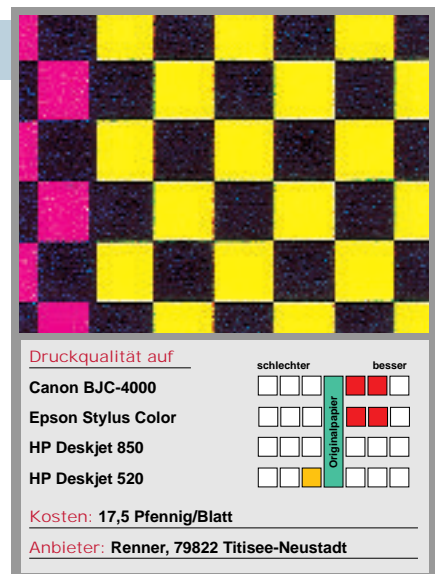 Druckqualität auf
schlechter besser
Canon BJC-4000
Epson Stylus Color
HP Deskjet 850
HP Deskjet 520
Originalpapier
Kosten: 17,5 Pfennig/Blatt
Anbieter: Renner, 79822 Titisee-Neustadt